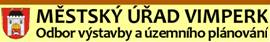 MĚSTSKÝ ÚŘAD VIMPERK
Odbor výstavby a územního plánování